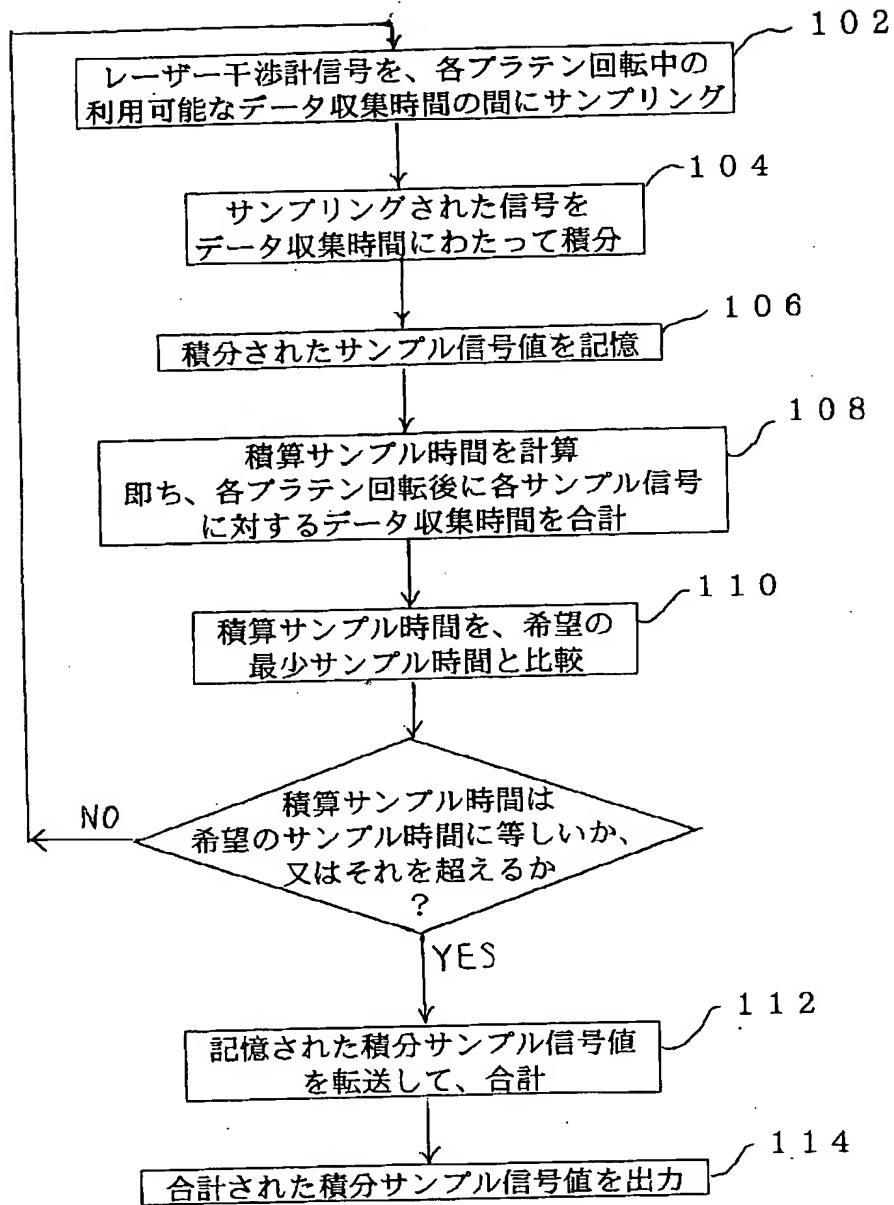 102
レーザー干渉計信号を、各プラテン回転中の
利用可能なデータ収集時間の間にサンプリング
104
サンプリングされた信号を
データ収集時間にわたって積分
106
積分されたサンプル信号値を記憶
108
積算サンプル時間を計算
即ち、各プラテン回転後に各サンプル信号
に対するデータ収集時間を合計
110
積算サンプル時間を、希望の
最少サンプル時間と比較
積算サンプル時間は
希望のサンプル時間に等しいか、
又はそれを超えるか
?
NO
YES
112
記憶された積分サンプル信号値
を転送して、合計
114
合計された積分サンプル信号値を出力